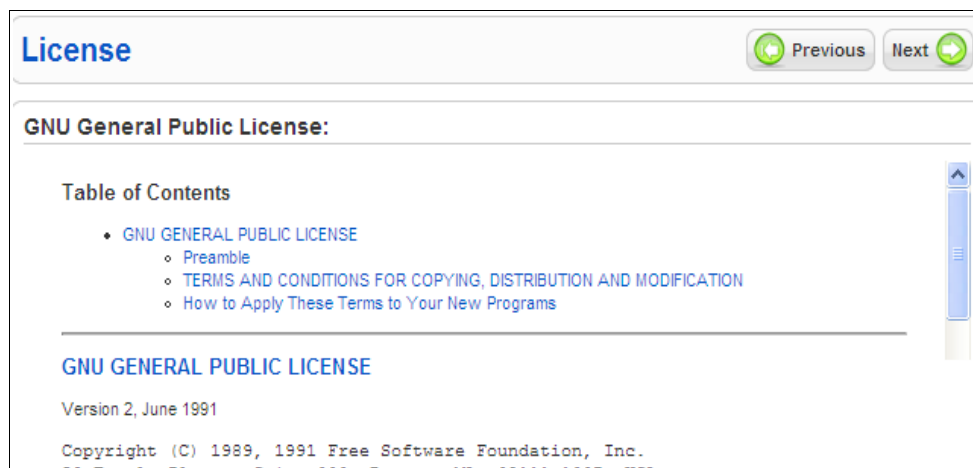 License
Previous
Next
GNU General Public License:
Table of Contents
GNU GENERAL PUBLIC LICENSE
Preamble
TERMS AND CONDITIONS FOR COPYING, DISTRIBUTION AND MODIFICATION
How to Apply These Terms to Your New Programs
GNU GENERAL PUBLIC LICENSE
Version 2, June 1991
Copyright (C) 1989, 1991 Free Software Foundation, Inc.